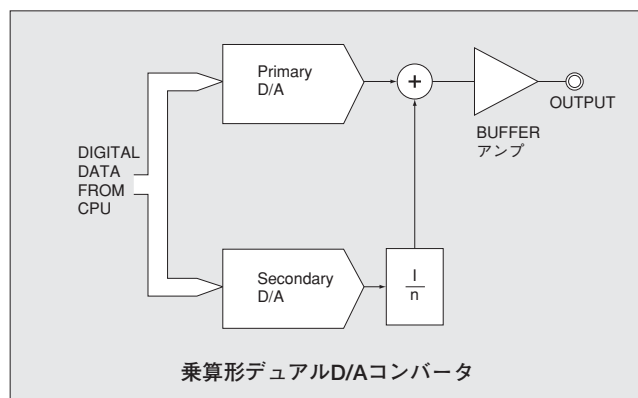 Primary
D/A
+
OUTPUT
BUFFER
アンプ
DIGITAL
DATA
FROM
CPU
Secondary
D/A
I
n
乗算形デュアルD/Aコンバータ